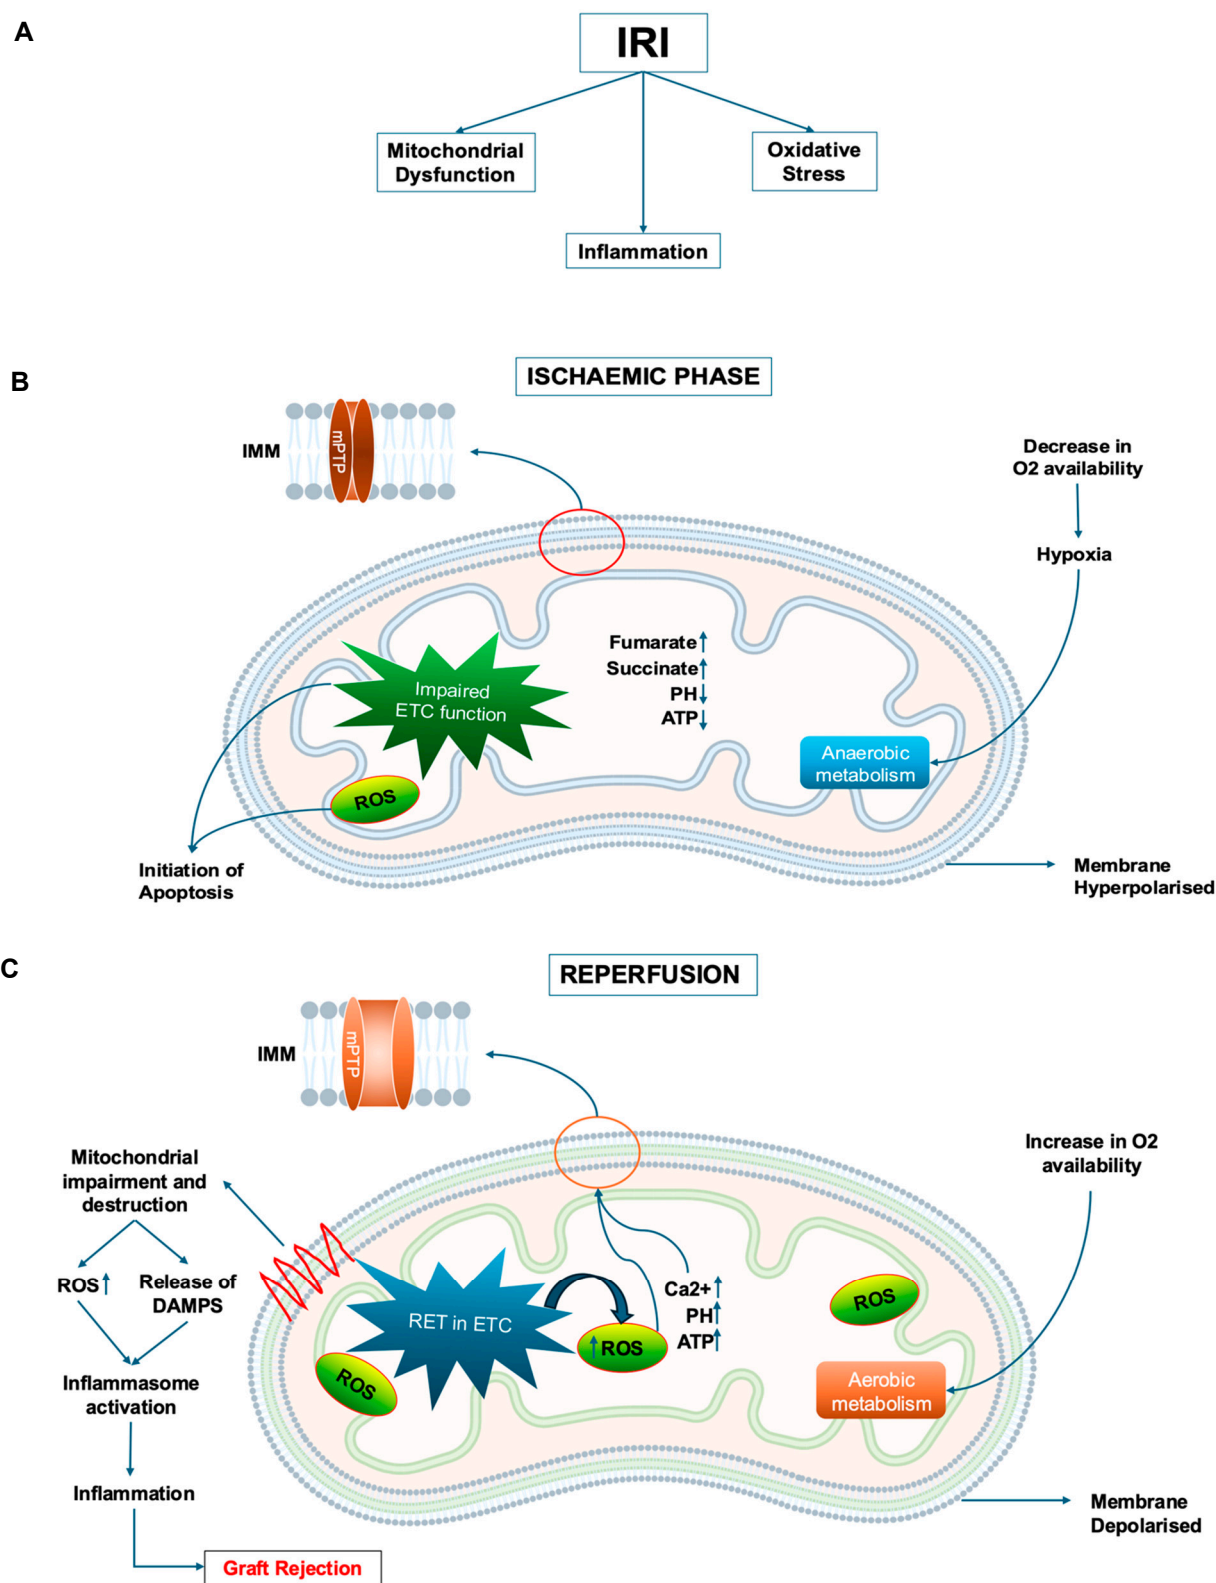 A
IRI
Mitochondrial
Dysfunction
Oxidative
Stress
Inflammation
B
ISCHAEMIC PHASE
IMM
mPTP
Decrease in
O2 availability
Hypoxia
Fumarate↑
Succinate↑
PH↓
ATP↓
Impaired
ETC function
Anaerobic
metabolism
ROS
Initiation of
Apoptosis
Membrane
Hyperpolarised
C
REPERFUSION
IMM
mPTP
Increase in O2
availability
Mitochondrial
impairment and
destruction
ROS↑
Release of
DAMPS
Inflammasome
activation
Inflammation
Graft Rejection
RET in ETC
Ca2+↑
PH↑
ATP↑
↑ROS
ROS
ROS
Aerobic
metabolism
Membrane
Depolarised